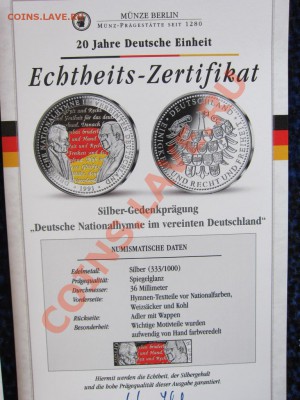 COINS.LAVE.RU
MÜNZE BERLIN
MÜNZ-PRÄGESTÄTTE SEIT 1280
20 Jahre Deutsche Einheit
Echtheits-Zertifikat
Silber-Gedenkprägung
„Deutsche Nationalhymne im vereinten Deutschland“
NUMISMATISCHE DATEN
Edelmetall: Silber (333/1000)
Prägequalität: Spiegelglanz
Durchmesser: 36 Millimeter
Vorderseite: Hymnen-Textteile vor Nationalfarben,
Weizsäcker und Kohl
Rückseite: Adler mit Wappen
Besonderheit: Wichtige Motivteile wurden
aufwendig von Hand farbveredelt
Hiermit werden die Echtheit, der Silbergehalt
und die hohe Prägequalität dieser Ausgabe garantiert.